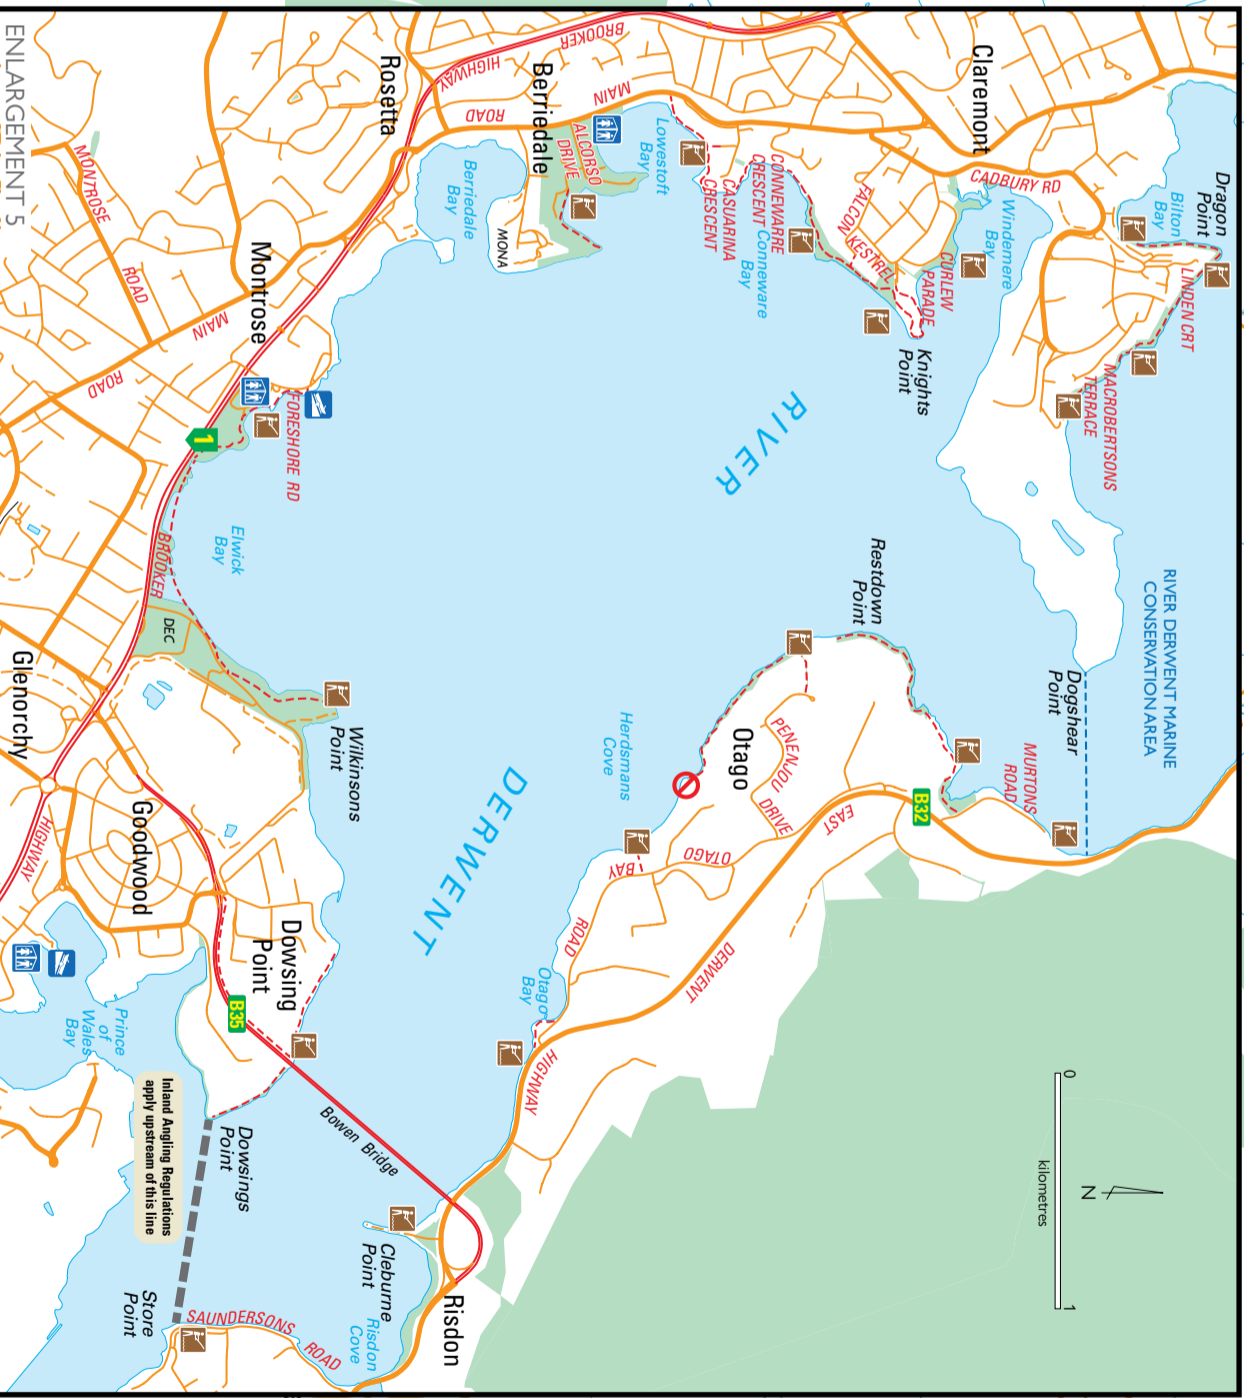 ENLARGEMENT 5
Claremont
CADBURY RD
Dragon
Point
Bilton
Bay
LINDEN CRT
MACROBERTSONS
TERRACE
Windemere
Bay
CURLEW
PARADE
FALCON
KESTREL
Knights
Point
CONNEWARRE
CRESCENT
Conneware
Bay
CASUARINA
CRESCENT
Lowestoft
Bay
BROOKER
HIGHWAY
MAIN
ROAD
Berriedale
ALCORSO
DRIVE
Rosetta
Berriedale
Bay
MONA
MONTROSE
ROAD
Montrose
MAIN
ROAD
FORESHORE RD
1
Elwick
Bay
BROOKER
DEC
Glenorchy
HIGHWAY
Goodwood
Wilkinsons
Point
RIVER
DERWENT
RIVER DERWENT MARINE
CONSERVATION AREA
Restdown
Point
Dogshear
Point
MURTONS
ROAD
B32
Otago
PENENJOU
DRIVE
Herdsmans
Cove
OTAGO
BAY
ROAD
EAST
DERWENT
HIGHWAY
Otago
Bay
Dowsing
Point
B35
Prince
of
Wales
Bay
Inland Angling Regulations
apply upstream of this line
Dowsings
Point
Bowen Bridge
Cleburne
Point
Risdon
Risdon
Cove
Store
Point
SAUNDERSONS
ROAD
0
1
kilometres
N